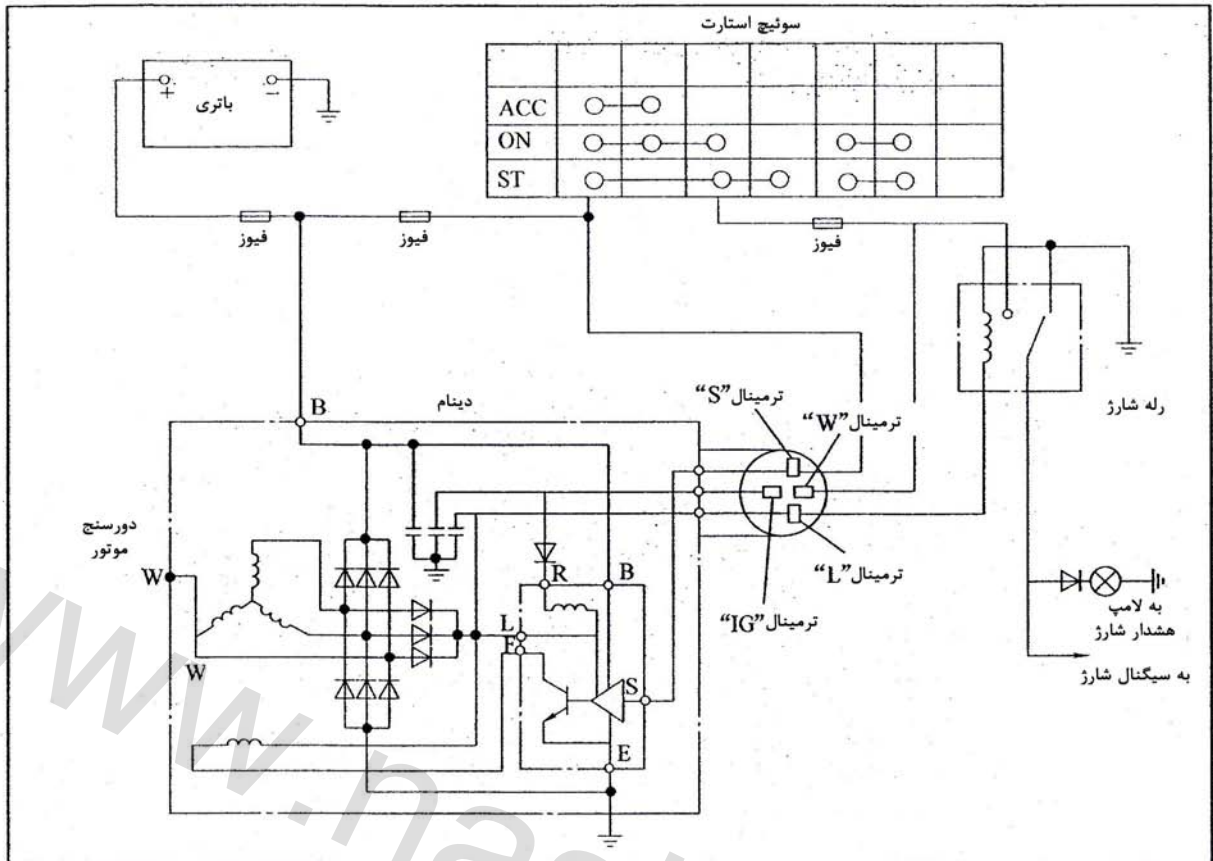 سوئیچ استارت
ACC
ON
ST
باتری
+
−
فیوز
فیوز
فیوز
B
دینام
ترمینال "S"
ترمینال "W"
رله شارژ
دورسنج
موتور
W
W
R
B
L
F
S
E
ترمینال "L"
ترمینال "IG"
به لامپ
هشدار شارژ
به سیگنال شارژ